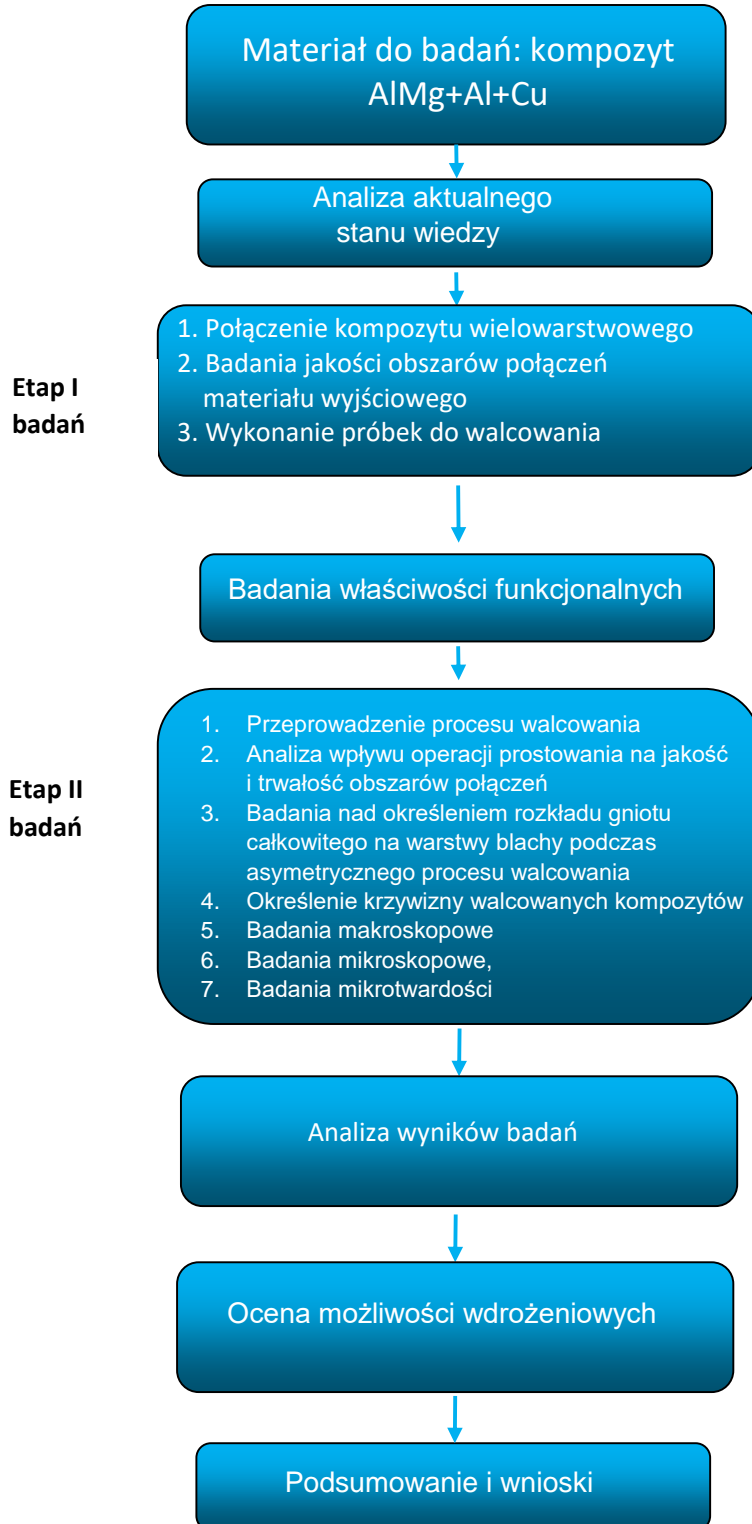 Materiał do badań: kompozyt
AlMg+Al+Cu
Analiza aktualnego
stanu wiedzy
Etap I
badań
1. Połączenie kompozytu wielowarstwowego
2. Badania jakości obszarów połączeń
materiału wyjściowego
3. Wykonanie próbek do walcowania
Badania właściwości funkcjonalnych
Etap II
badań
1. Przeprowadzenie procesu walcowania
2. Analiza wpływu operacji prostowania na jakość
i trwałość obszarów połączeń
3. Badania nad określeniem rozkładu gniotu
całkowitego na warstwy blachy podczas
asymetrycznego procesu walcowania
4. Określenie krzywizny walcowanych kompozytów
5. Badania makroskopowe
6. Badania mikroskopowe,
7. Badania mikrotwardości
Analiza wyników badań
Ocena możliwości wdrożeniowych
Podsumowanie i wnioski